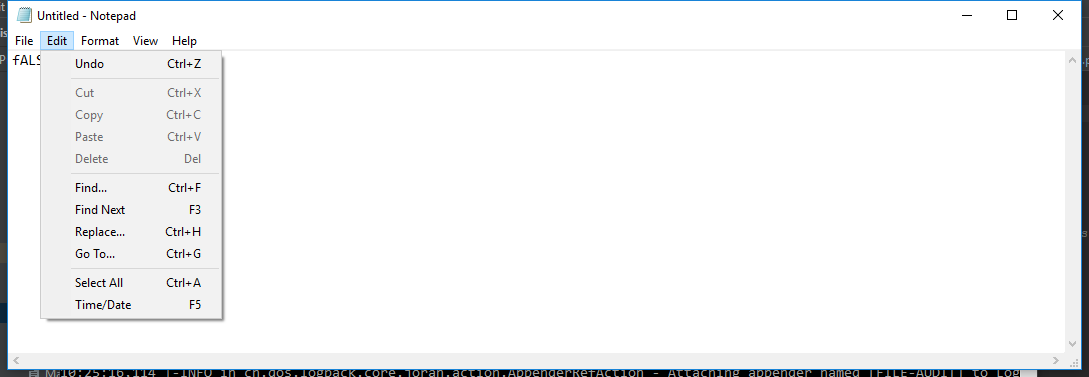 Untitled - Notepad
File Edit Format View Help
fALS
Undo Ctrl+Z
Cut Ctrl+X
Copy Ctrl+C
Paste Ctrl+V
Delete Del
Find... Ctrl+F
Find Next F3
Replace... Ctrl+H
Go To... Ctrl+G
Select All Ctrl+A
Time/Date F5
10:25:16.114 |-INFO in ch.qos.logback.core.joran.action.AppenderRefAction - Attaching appender named [FILE-AUDIT] to Log